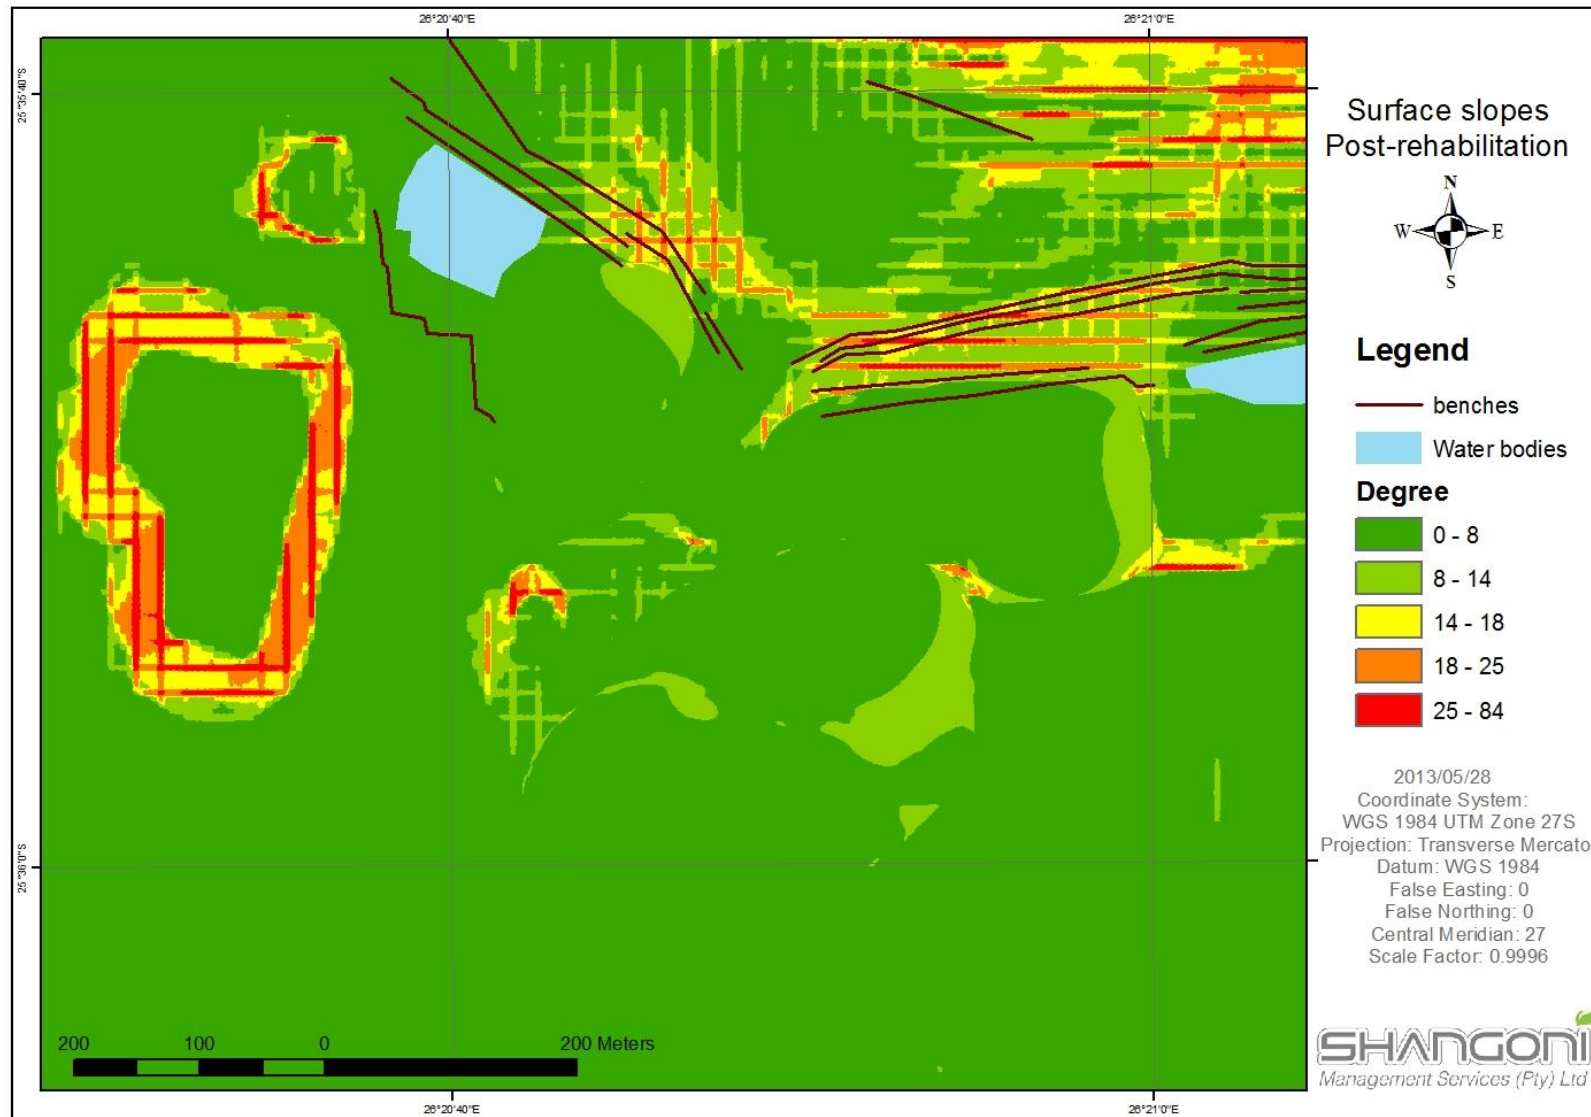 26°20'40"E
26°21'0"E
25°35'40"S
25°36'0"S
Surface slopes
Post-rehabilitation
N
W
E
S
Legend
benches
Water bodies
Degree
0 - 8
8 - 14
14 - 18
18 - 25
25 - 84
2013/05/28
Coordinate System:
WGS 1984 UTM Zone 27S
Projection: Transverse Mercato
Datum: WGS 1984
False Easting: 0
False Northing: 0
Central Meridian: 27
Scale Factor: 0.9996
200 100 0 200 Meters
SHANGONI
Management Services (Pty) Ltd
26°20'40"E
26°21'0"E